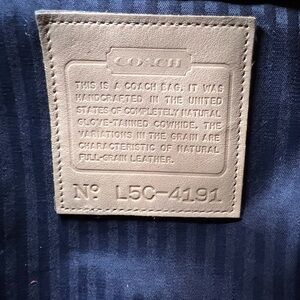 COACH
THIS IS A COACH BAG. IT WAS
HANDCRAFTED IN THE UNITED
STATES OF COMPLETELY NATURAL
GLOVE-TANNED COWHIDE. THE
VARIATIONS IN THE GRAIN ARE
CHARACTERISTIC OF NATURAL
FULL-GRAIN LEATHER.
Nº L5C-4191